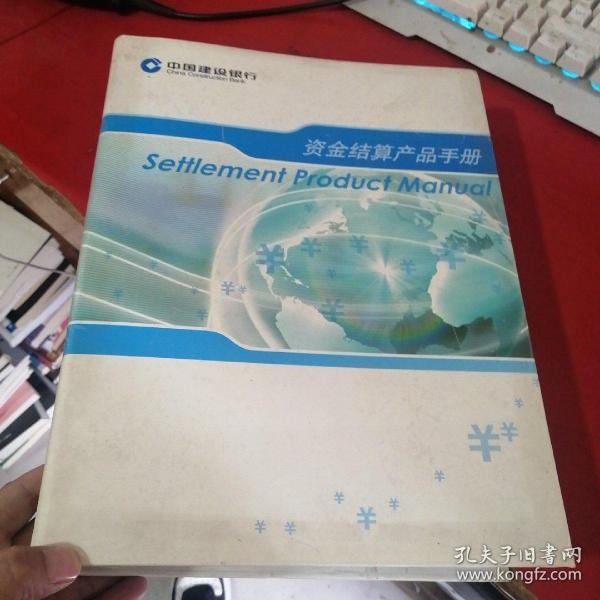 中国建设银行
China Construction Bank
资金结算产品手册
Settlement Product Manual
¥ ¥ ¥ ¥ ¥ ¥ ¥
孔夫子旧书网
www.kongfz.com